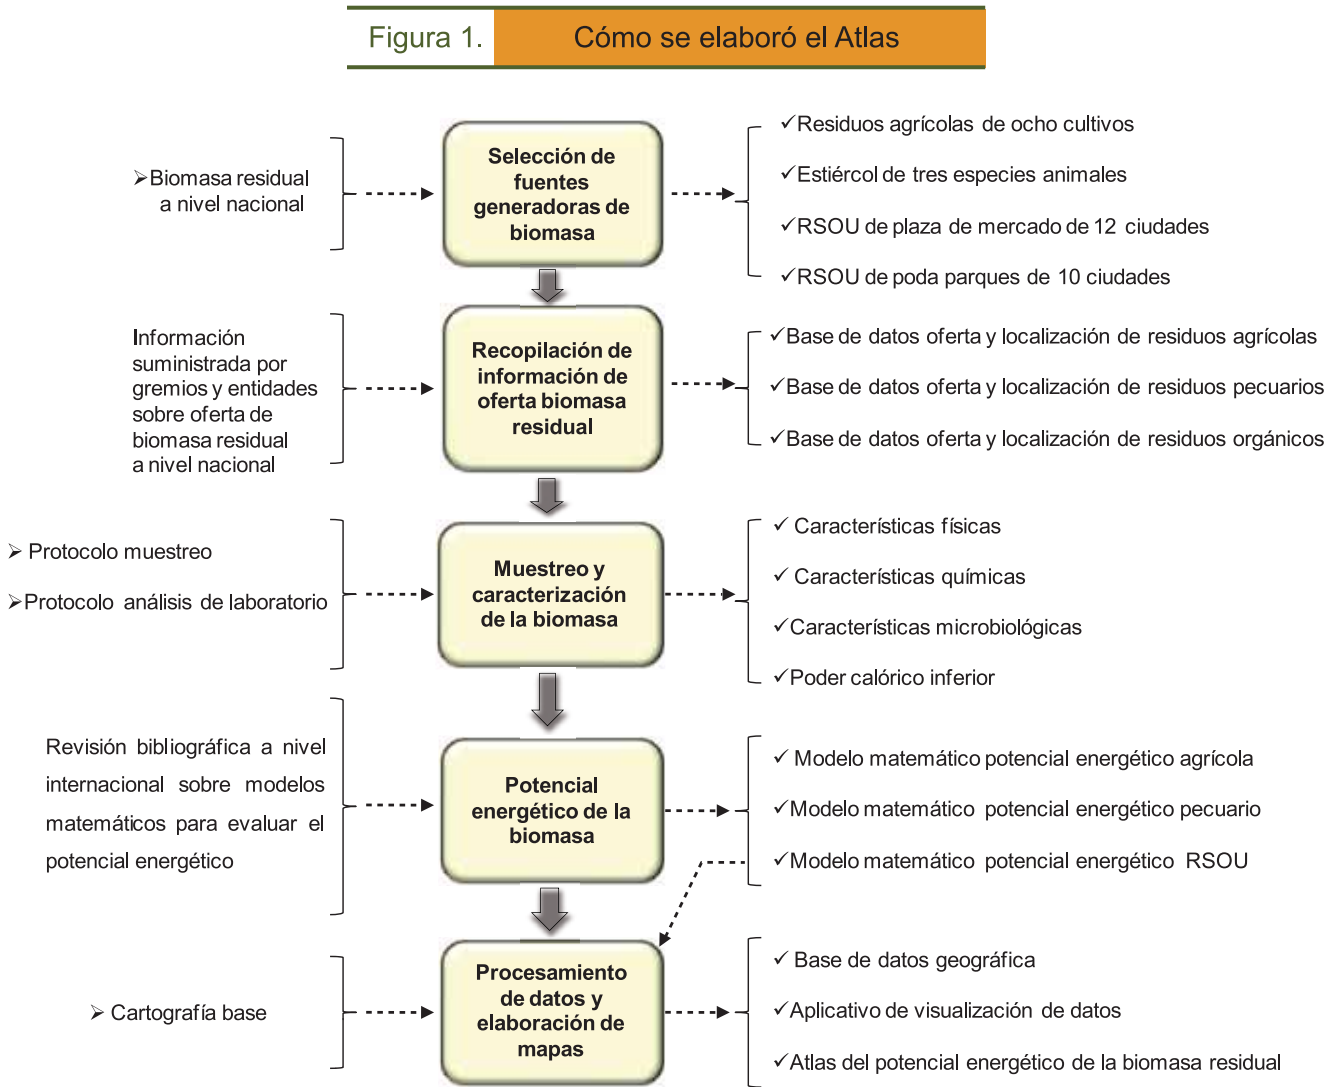 Figura 1. Cómo se elaboró el Atlas
➢Biomasa residual
a nivel nacional
Selección de
fuentes
generadoras de
biomasa
✓Residuos agrícolas de ocho cultivos
✓Estiércol de tres especies animales
✓RSOU de plaza de mercado de 12 ciudades
✓RSOU de poda parques de 10 ciudades
Información
suministrada por
gremios y entidades
sobre oferta de
biomasa residual
a nivel nacional
Recopilación de
información de
oferta biomasa
residual
✓Base de datos oferta y localización de residuos agrícolas
✓Base de datos oferta y localización de residuos pecuarios
✓Base de datos oferta y localización de residuos orgánicos
➢ Protocolo muestreo
➢Protocolo análisis de laboratorio
Muestreo y
caracterización
de la biomasa
✓ Características físicas
✓ Características químicas
✓Características microbiológicas
✓Poder calórico inferior
Revisión bibliográfica a nivel
internacional sobre modelos
matemáticos para evaluar el
potencial energético
Potencial
energético de la
biomasa
✓ Modelo matemático potencial energético agrícola
✓Modelo matemático potencial energético pecuario
✓Modelo matemático potencial energético RSOU
➢ Cartografía base
Procesamiento
de datos y
elaboración de
mapas
✓ Base de datos geográfica
✓Aplicativo de visualización de datos
✓Atlas del potencial energético de la biomasa residual